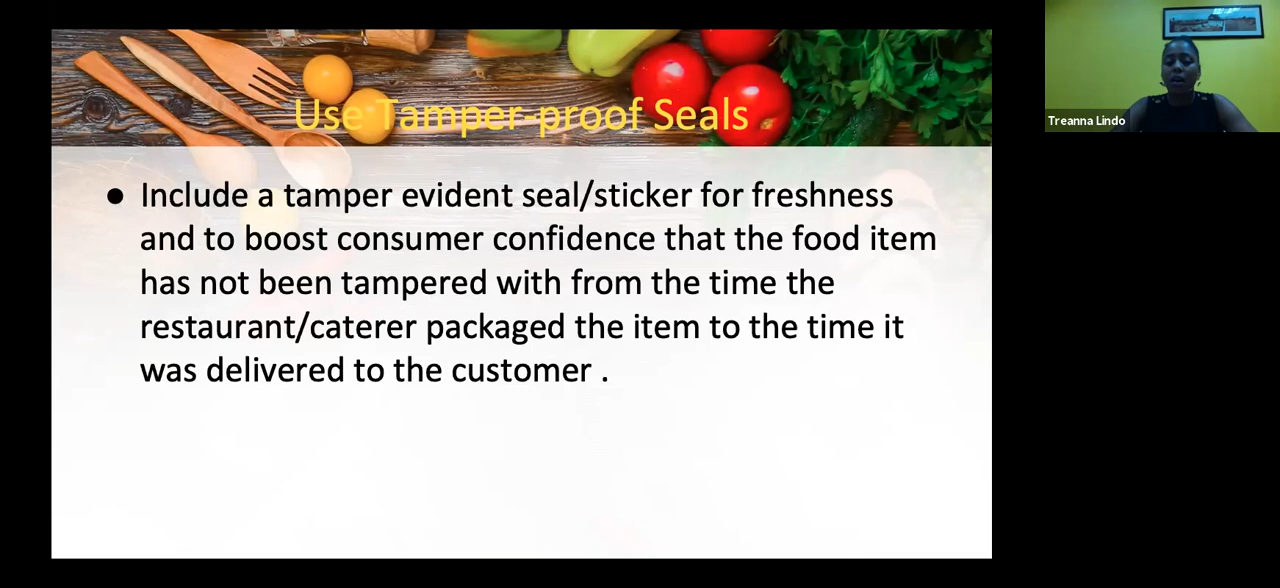 Use Tamper-proof Seals
● Include a tamper evident seal/sticker for freshness
and to boost consumer confidence that the food item
has not been tampered with from the time the
restaurant/caterer packaged the item to the time it
was delivered to the customer .
Treanna Lindo